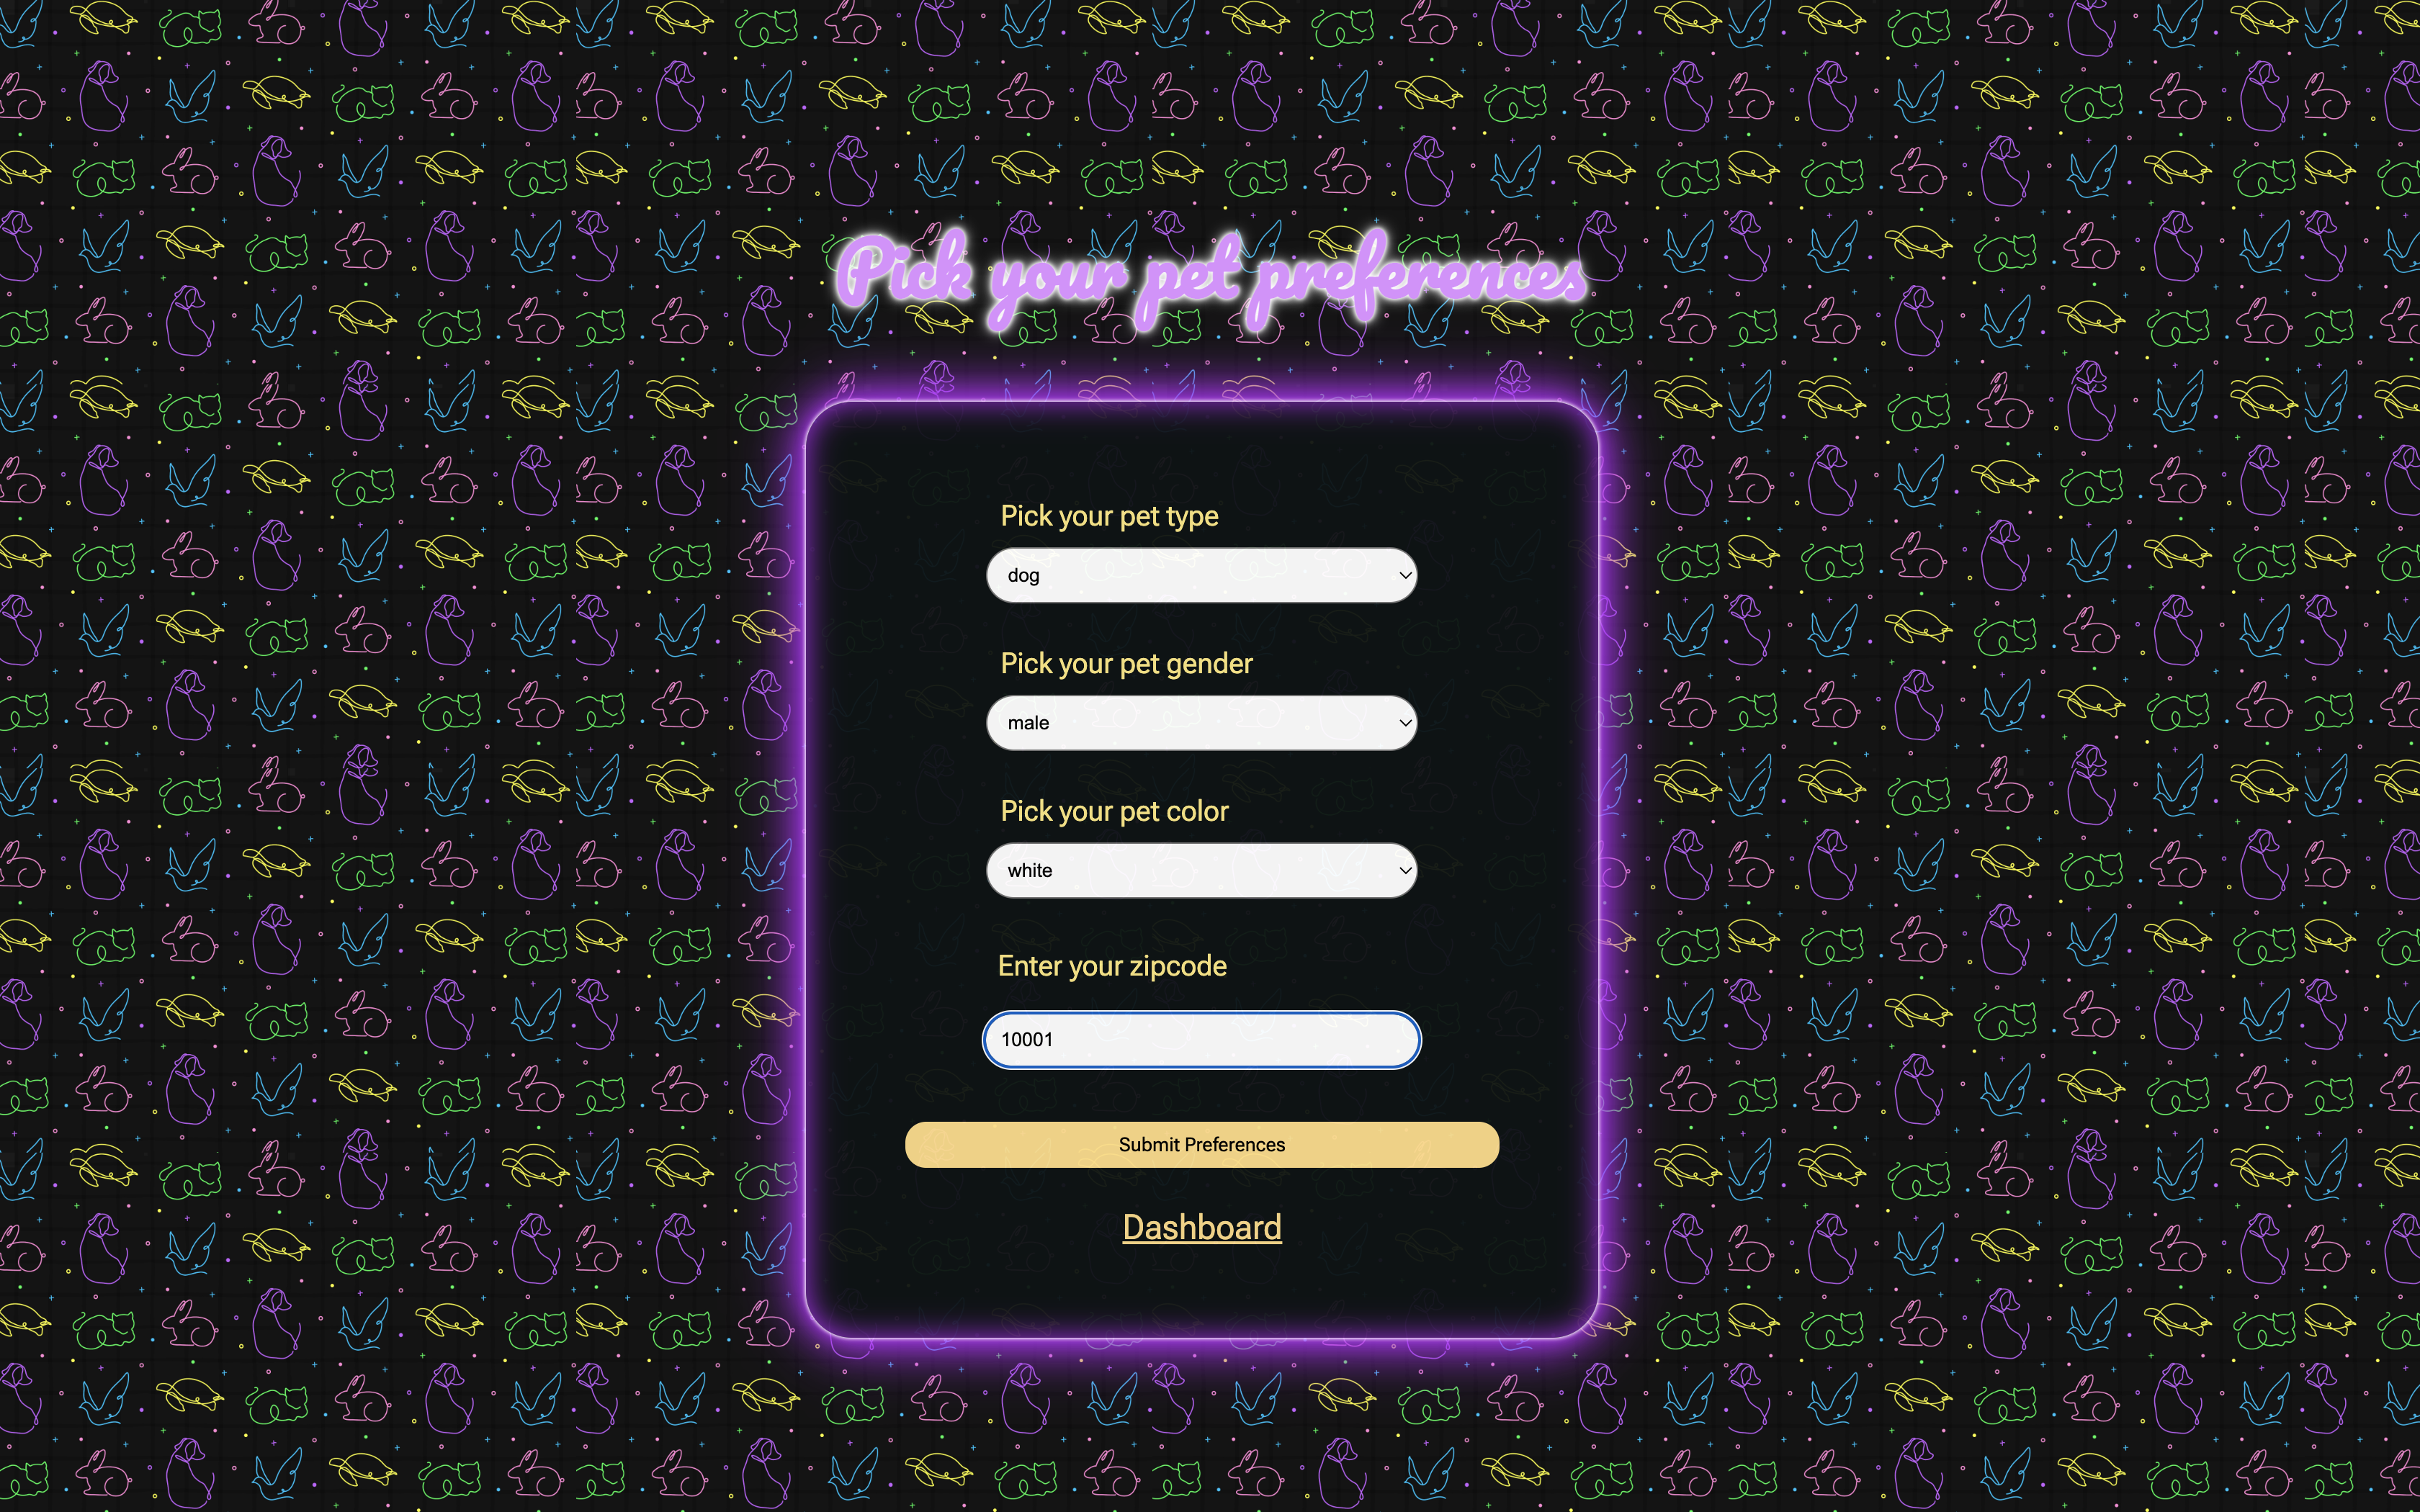 Pick your pet preferences
Pick your pet type
dog
Pick your pet gender
male
Pick your pet color
white
Enter your zipcode
10001
Submit Preferences
Dashboard